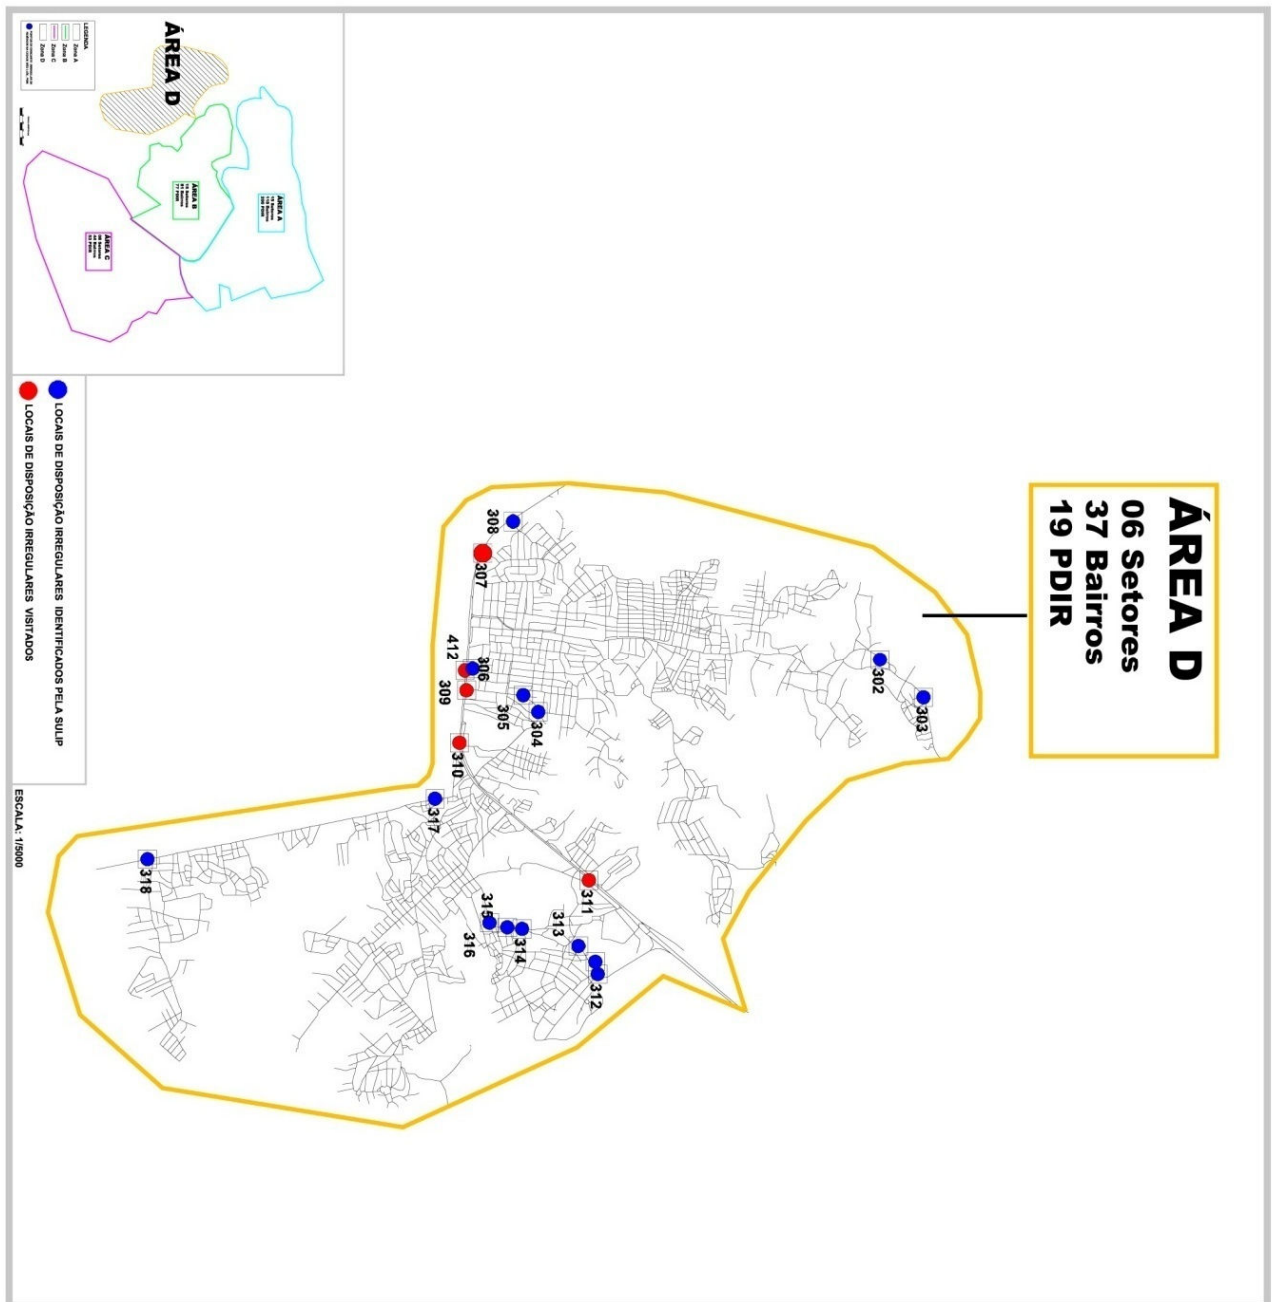 ÁREA D
06 Setores
37 Bairros
19 PDIR
ÁREA D
LEGENDA
Zona A
Zona B
Zona C
Zona D
ÁREA A
ÁREA B
ÁREA C
302
303
304
305
306
412
307
308
309
310
311
312
313
314
315
316
317
318
LOCAIS DE DISPOSIÇÃO IRREGULARES IDENTIFICADOS PELA SULIP
LOCAIS DE DISPOSIÇÃO IRREGULARES VISITADOS
ESCALA: 1/5000